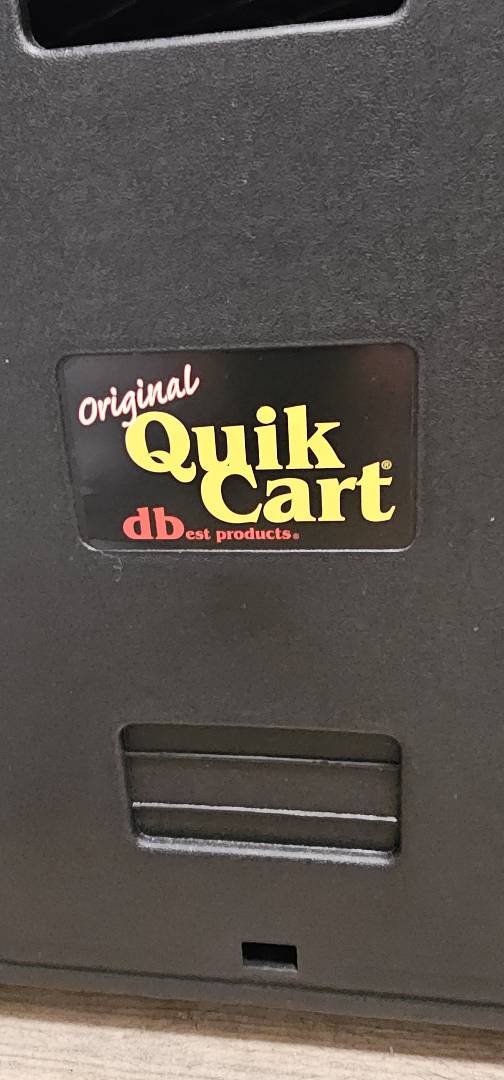 Original
Quik
Cart®
dbest products®